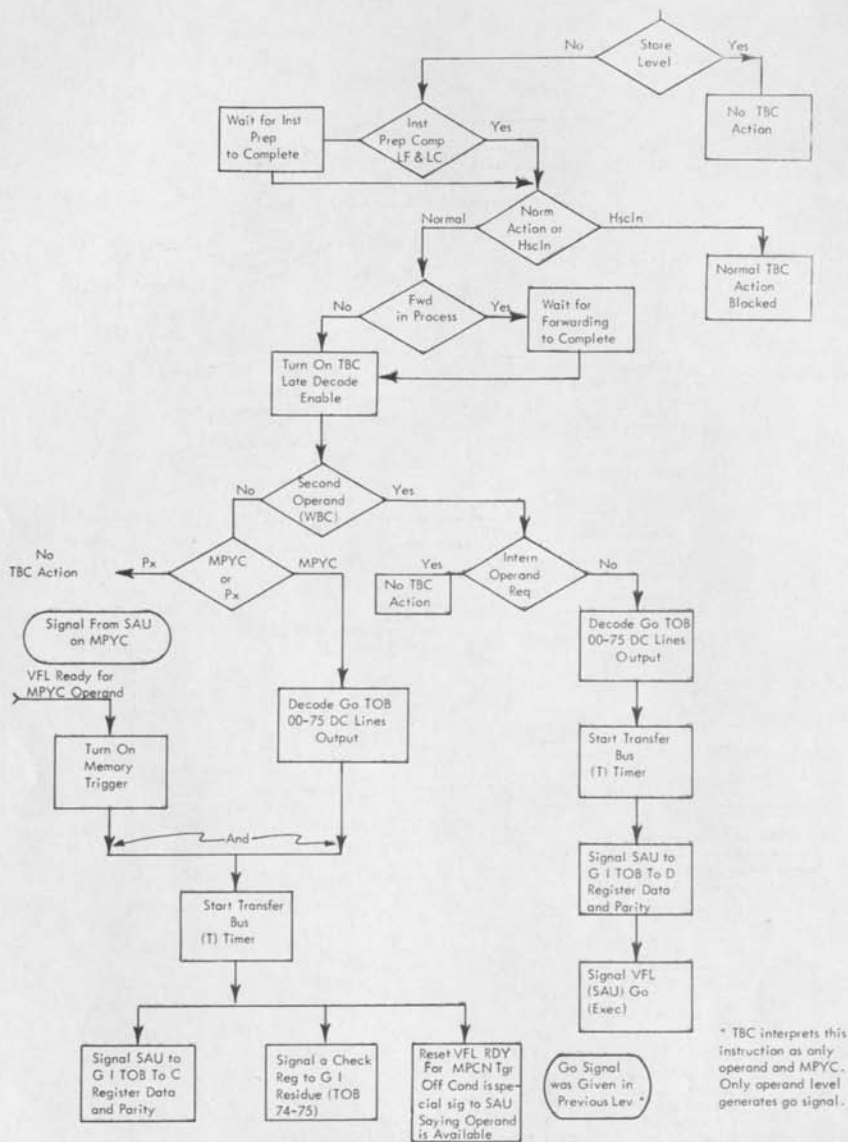 No
Store
Level
Yes
No TBC
Action
Wait for Inst
Prep
to Complete
Inst
Prep Comp
LF & LC
Yes
Norm
Action or
HscIn
Normal
HscIn
Normal TBC
Action
Blocked
Fwd
in Process
No
Yes
Wait for
Forwarding
to Complete
Turn On TBC
Late Decode
Enable
Second
Operand
(WBC)
No
Yes
No
TBC Action
Px
MPYC
or
Px
MPYC
Yes
No TBC
Action
Intern
Operand
Req
No
Signal From SAU
on MPYC
Decode Go TOB
00-75 DC Lines
Output
VFL Ready for
MPYC Operand
Decode Go TOB
00-75 DC Lines
Output
Turn On
Memory
Trigger
Start Transfer
Bus
(T) Timer
And
Signal SAU to
G I TOB To D
Register Data
and Parity
Start Transfer
Bus
(T) Timer
Signal VFL
(SAU) Go
(Exec)
Signal SAU to
G I TOB To C
Register Data
and Parity
Signal a Check
Reg to G I
Residue (TOB
74-75)
Reset VFL RDY
For MPCN Tgr
Off Cond is spe-
cial sig to SAU
Saying Operand
is Available
Go Signal
was Given in
Previous Lev *
* TBC interprets this
instruction as only
operand and MPYC.
Only operand level
generates go signal.